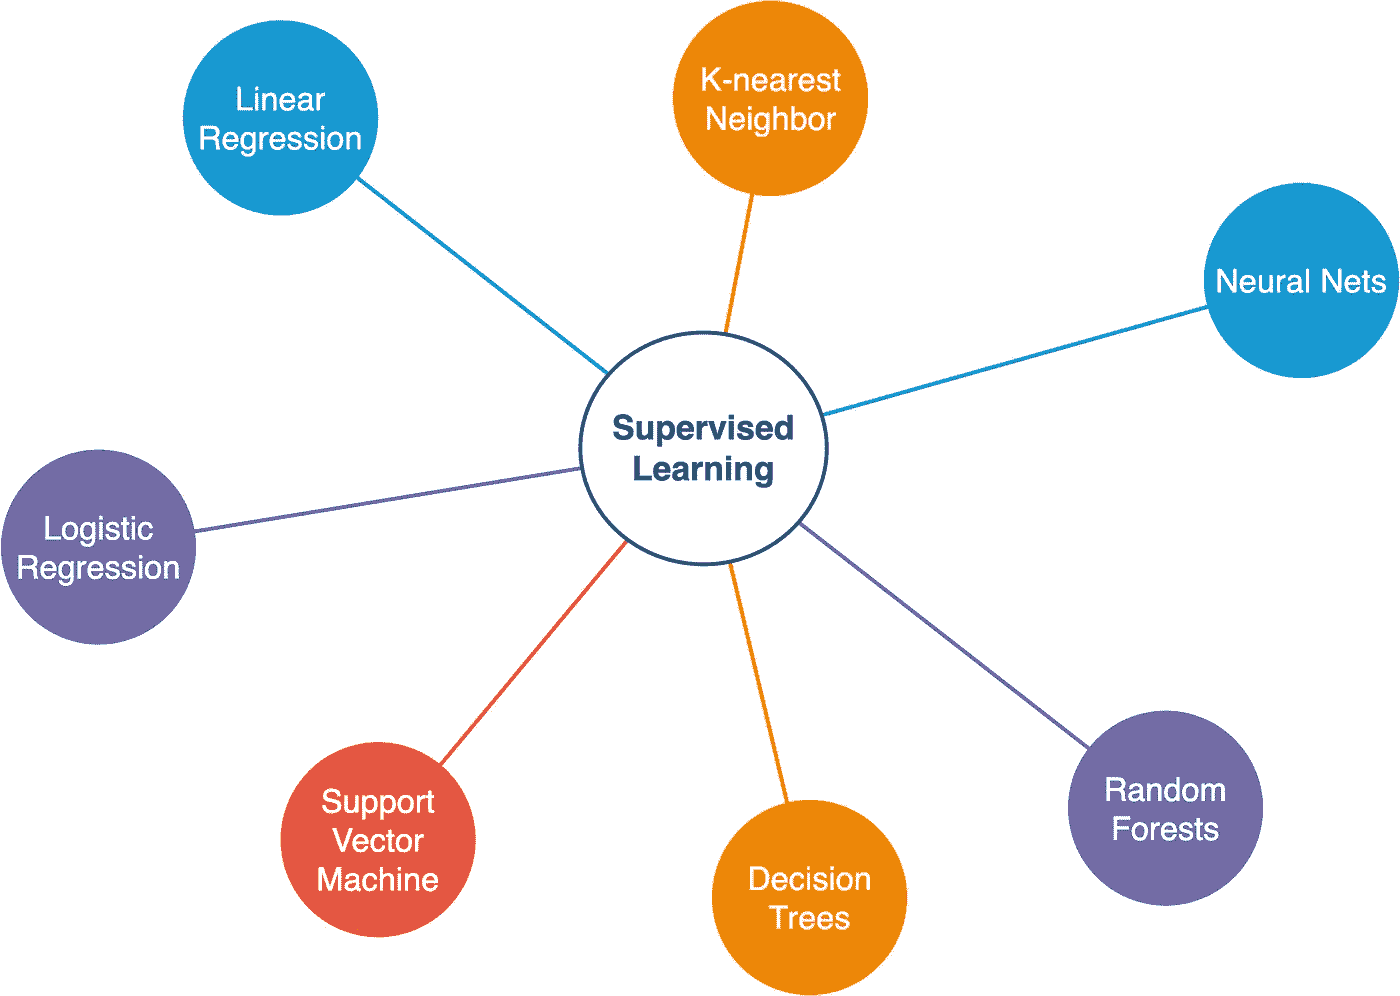 Linear
Regression
K-nearest
Neighbor
Neural Nets
Supervised
Learning
Logistic
Regression
Support
Vector
Machine
Decision
Trees
Random
Forests